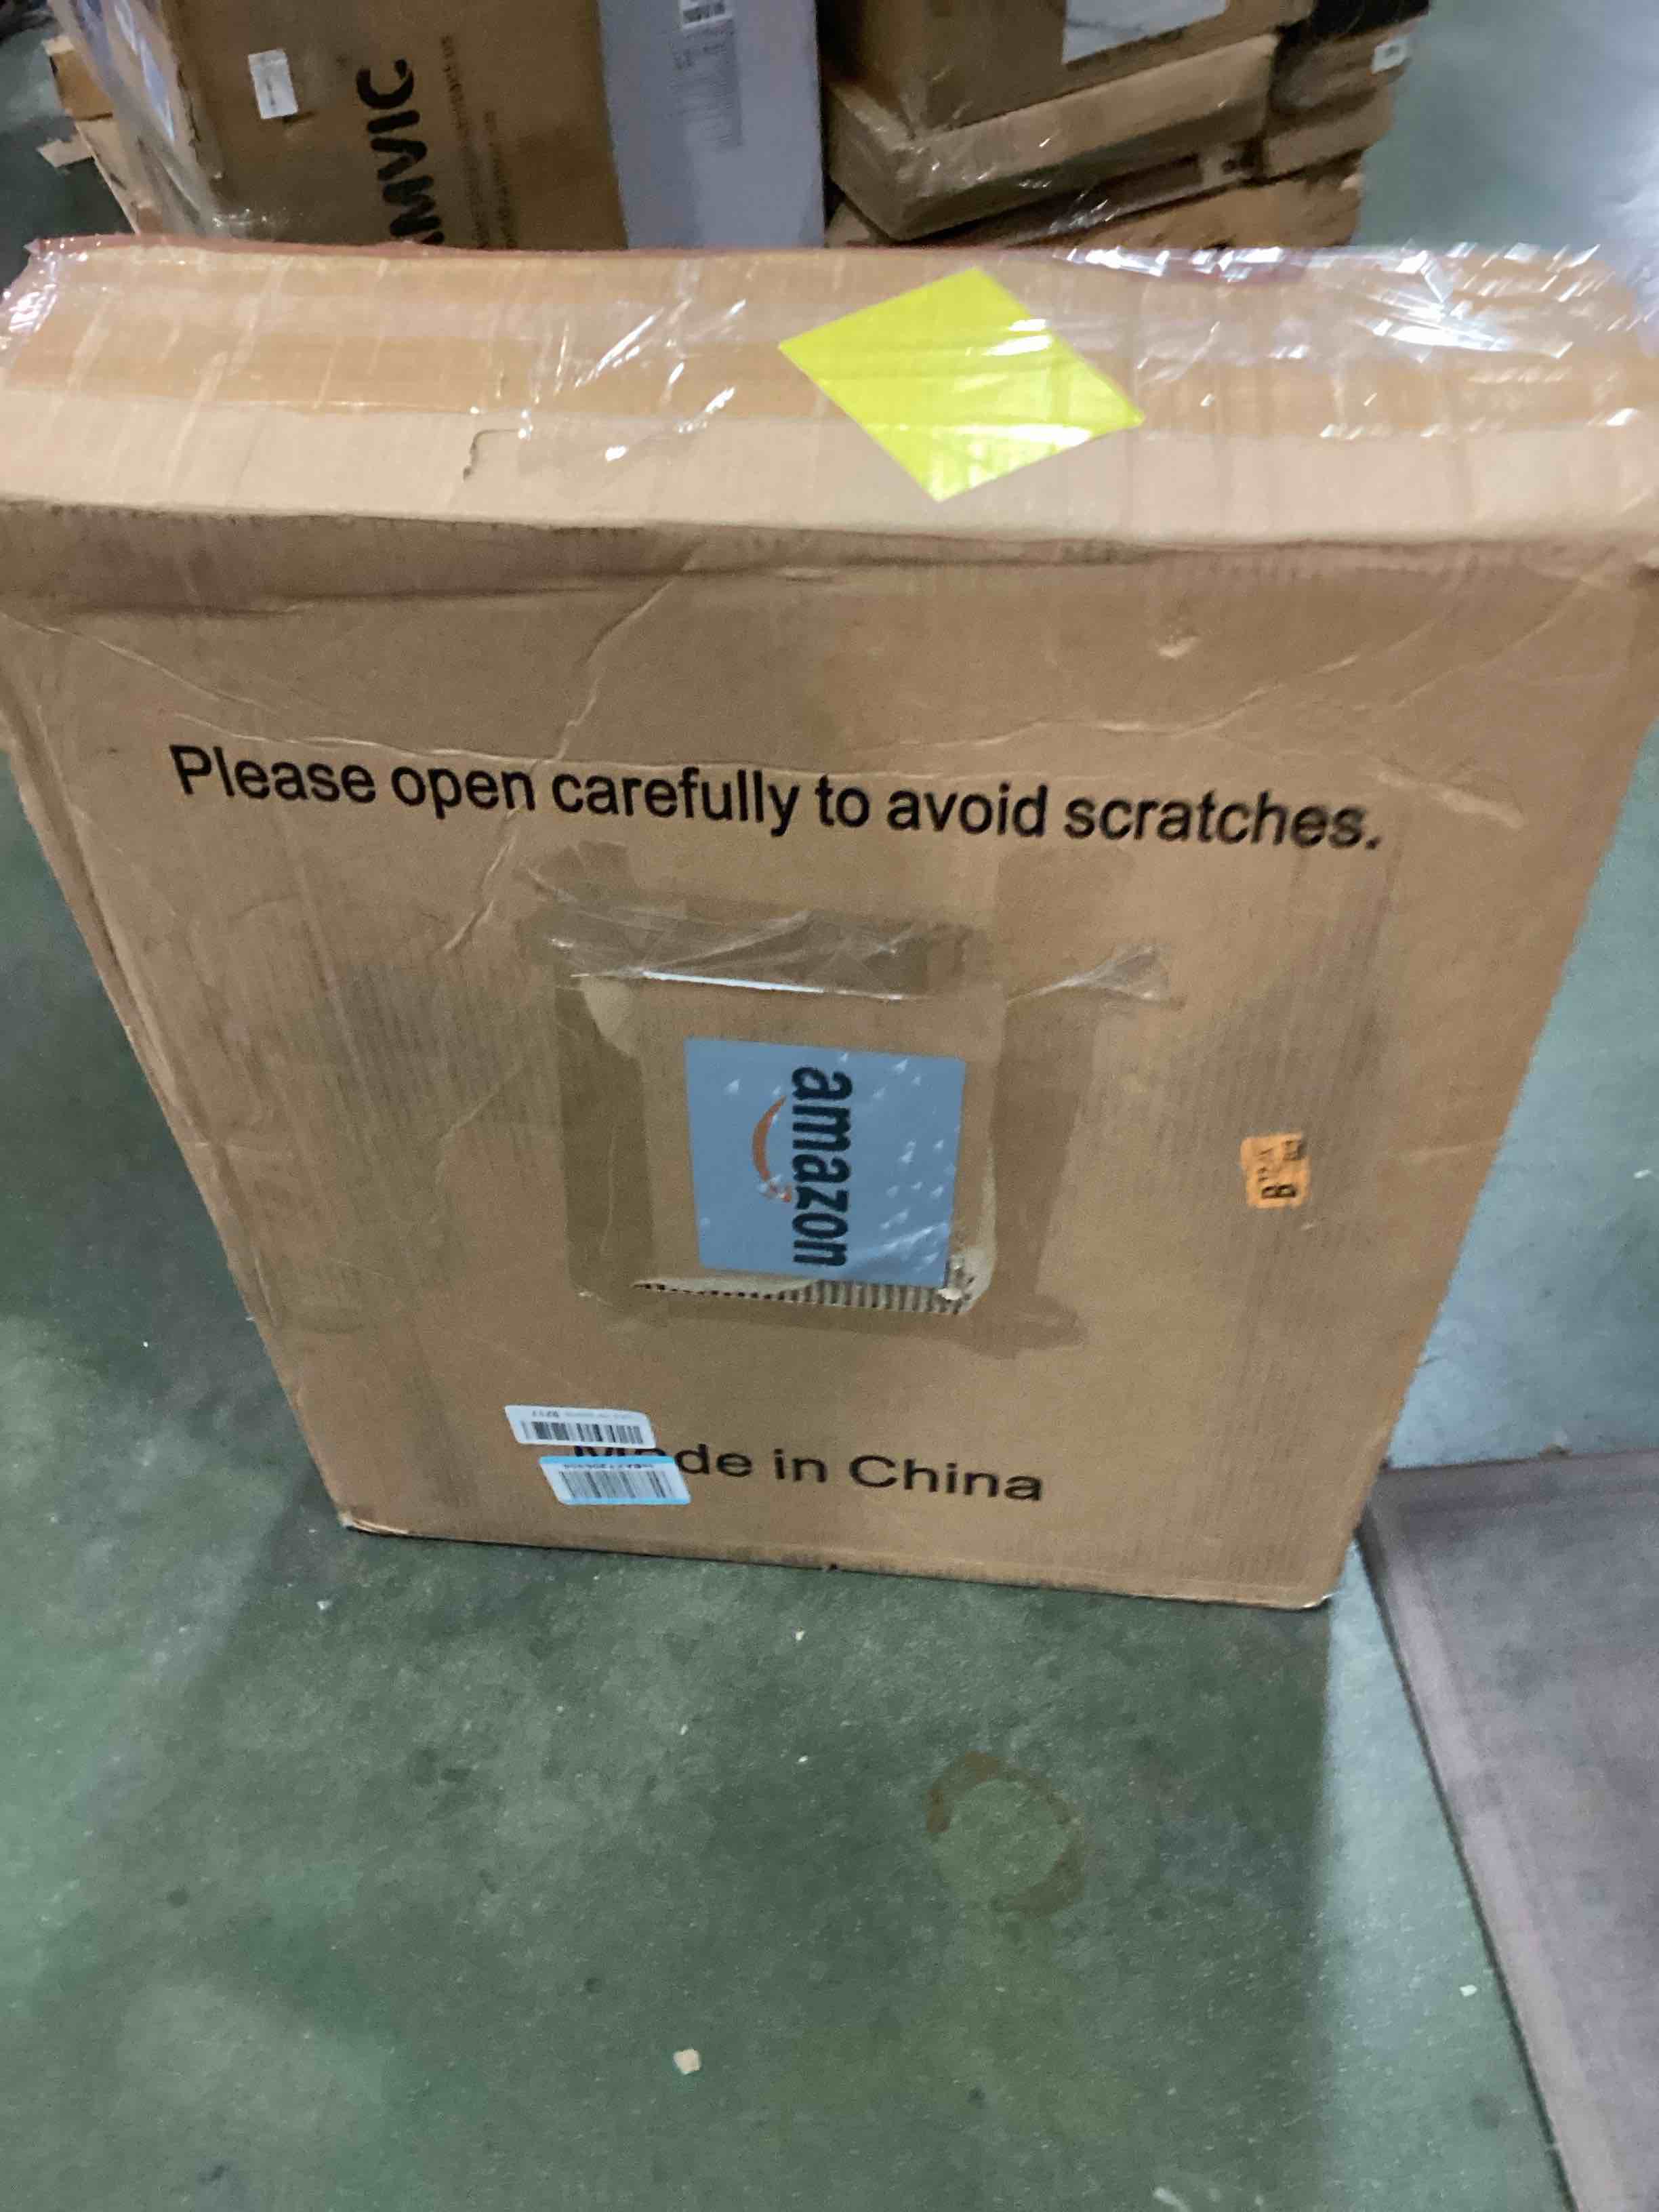 Please open carefully to avoid scratches.
amazon
de in China